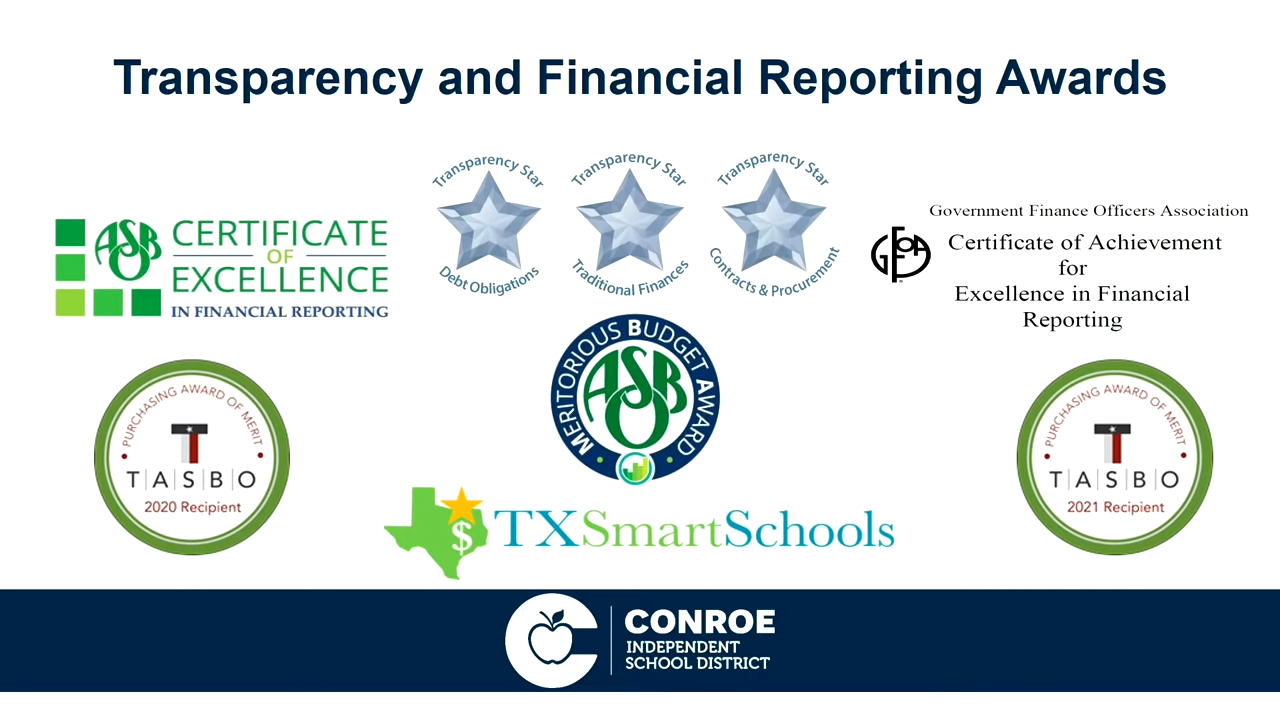 Transparency and Financial Reporting Awards
ASBO
CERTIFICATE
OF
EXCELLENCE
IN FINANCIAL REPORTING
Transparency Star
Debt Obligations
Transparency Star
Traditional Finances
Transparency Star
Contracts & Procurement
GFOA
Government Finance Officers Association
Certificate of Achievement
for
Excellence in Financial
Reporting
PURCHASING AWARD OF MERIT
T|A|S|B|O
2020 Recipient
MERITORIOUS BUDGET AWARD
ASBO
PURCHASING AWARD OF MERIT
T|A|S|B|O
2021 Recipient
$ TXSmartSchools
CONROE
INDEPENDENT
SCHOOL DISTRICT